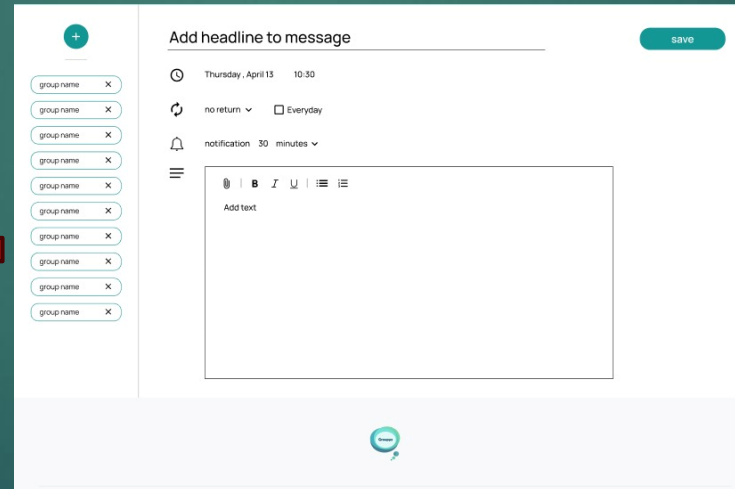 +
Add headline to message
save
Thursday, April 13 10:30
no return Everyday
notification 30 minutes
B I U
Add text
group name X
group name X
group name X
group name X
group name X
group name X
group name X
group name X
group name X
group name X